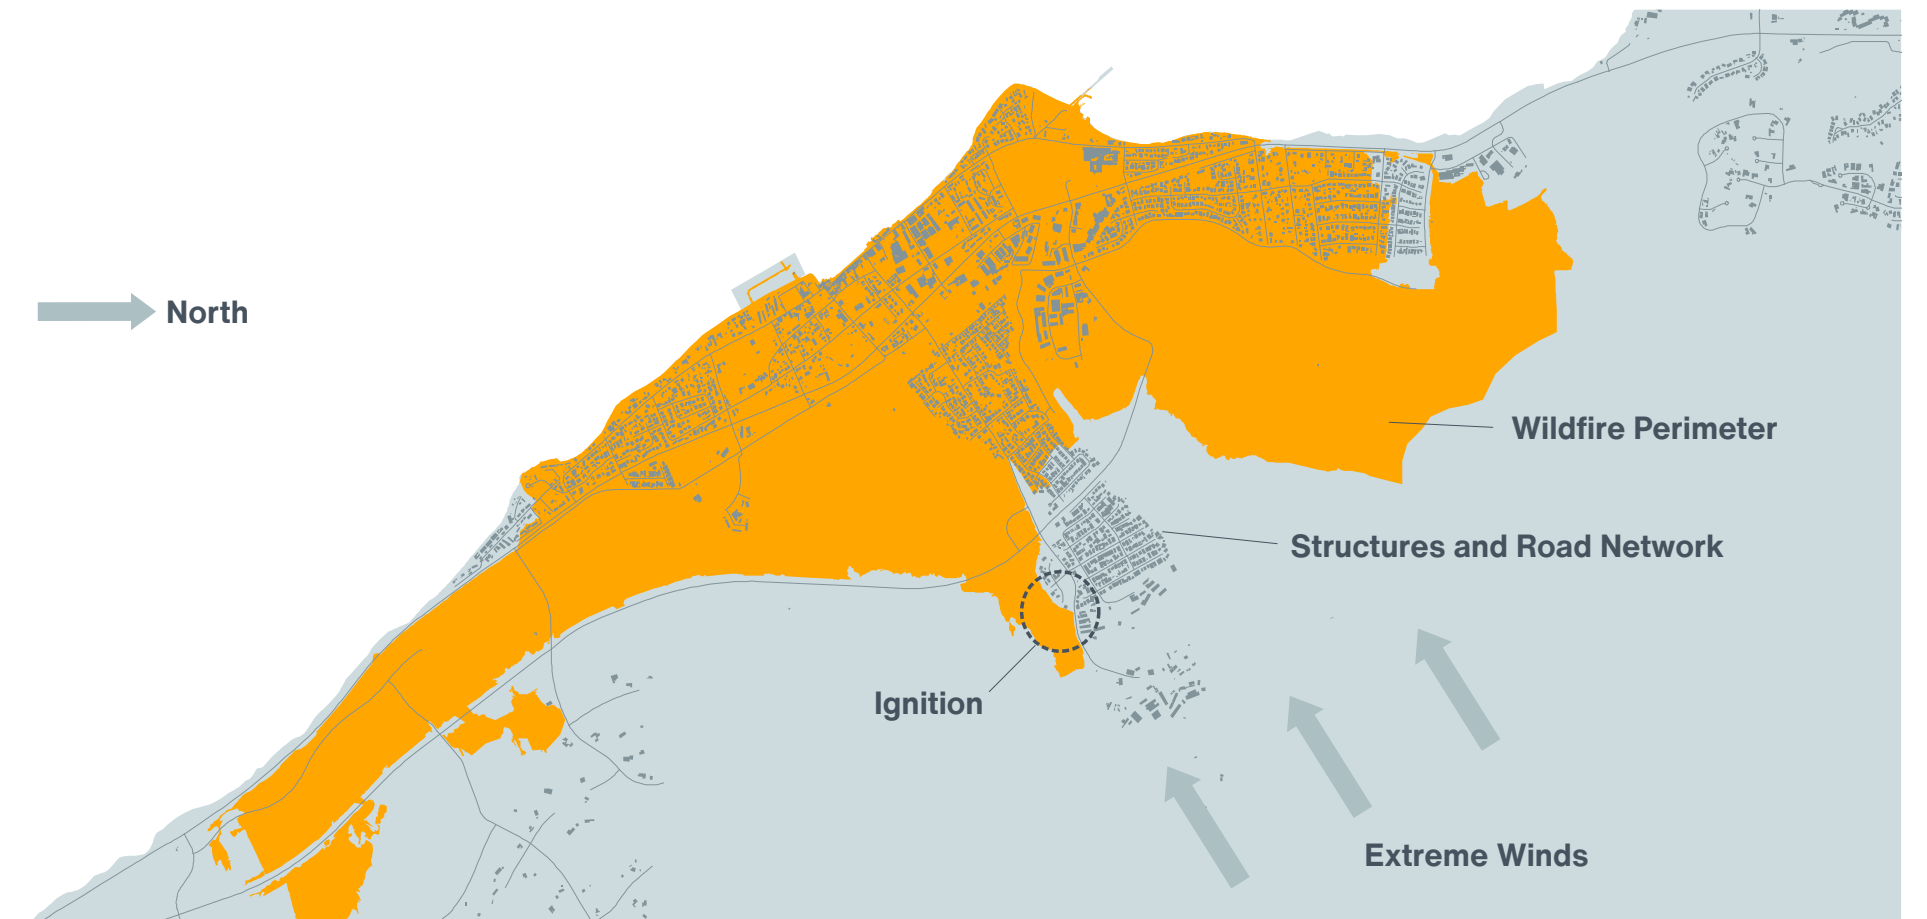 North
Wildfire Perimeter
Structures and Road Network
Ignition
Extreme Winds